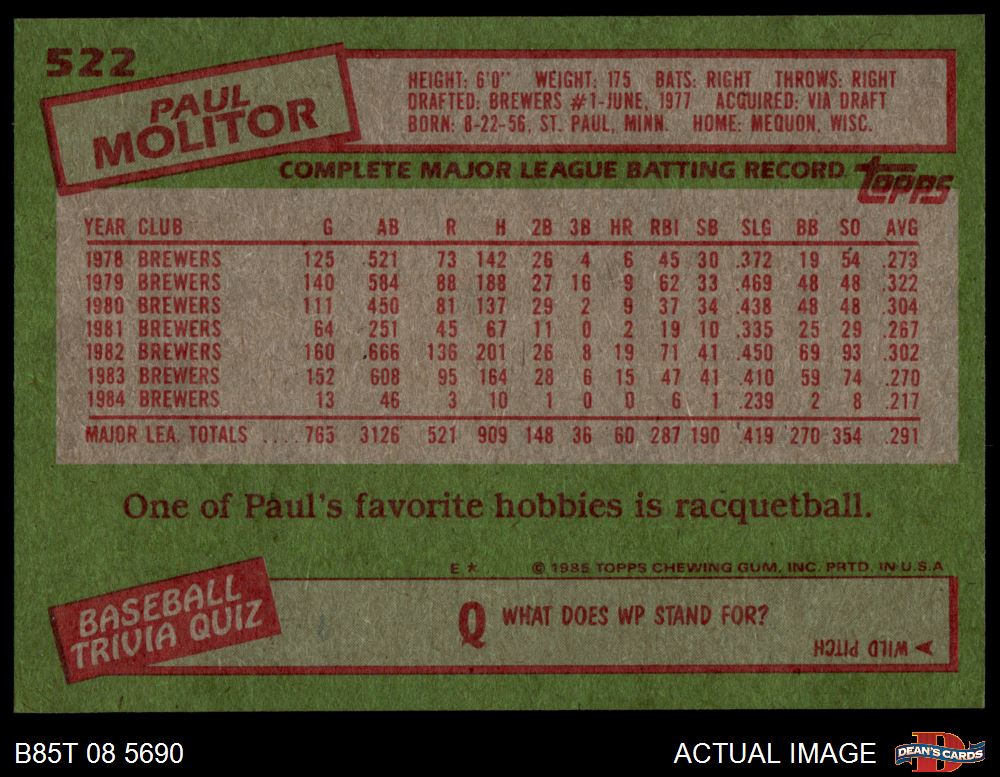 522
PAUL
MOLITOR
HEIGHT: 6'0" WEIGHT: 175 BATS: RIGHT THROWS: RIGHT
DRAFTED: BREWERS #1-JUNE, 1977 ACQUIRED: VIA DRAFT
BORN: 8-22-56, ST. PAUL, MINN. HOME: MEQUON, WISC.
COMPLETE MAJOR LEAGUE BATTING RECORD topps
YEAR CLUB G AB R H 2B 3B HR RBI SB SLG BB SO AVG
1978 BREWERS 125 521 73 142 26 4 6 45 30 .372 19 54 .273
1979 BREWERS 140 584 88 188 27 16 9 62 33 .469 48 48 .322
1980 BREWERS 111 450 81 137 29 2 9 37 34 .438 48 48 .304
1981 BREWERS 64 251 45 67 11 0 2 19 10 .335 25 29 .267
1982 BREWERS 160 666 136 201 26 8 19 71 41 .450 69 93 .302
1983 BREWERS 152 608 95 164 28 6 15 47 41 .410 59 74 .270
1984 BREWERS 13 46 3 10 1 0 0 6 1 .239 2 8 .217
MAJOR LEA. TOTALS .... 765 3126 521 909 148 36 60 287 190 .419 270 354 .291
One of Paul's favorite hobbies is racquetball.
E * © 1985 TOPPS CHEWING GUM, INC. PRTD. IN U.S.A
BASEBALL
TRIVIA QUIZ
Q WHAT DOES WP STAND FOR?
WILD PITCH
B85T 08 5690
ACTUAL IMAGE
D
DEAN'S CARDS